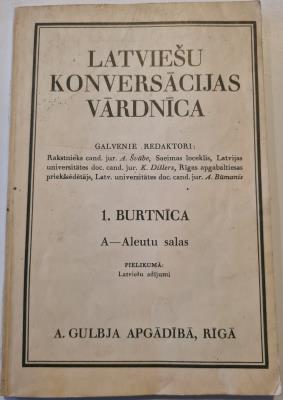 LATVIEŠU
KONVERSĀCIJAS
VĀRDNĪCA
GALVENIE REDAKTORI:
Rakstnieks cand. jur. A. Švābe, Saeimas loceklis, Latvijas
universitātes doc. cand. jur. K. Dišlers, Rīgas apgabaltiesas
priekšsēdētājs, Latv. universitātes doc. cand. jur. A. Būmanis
1. BURTNĪCA
A—Aleutu salas
PIELIKUMĀ:
Latviešu adījumi
A. GULBJA APGĀDĪBĀ, RĪGĀ